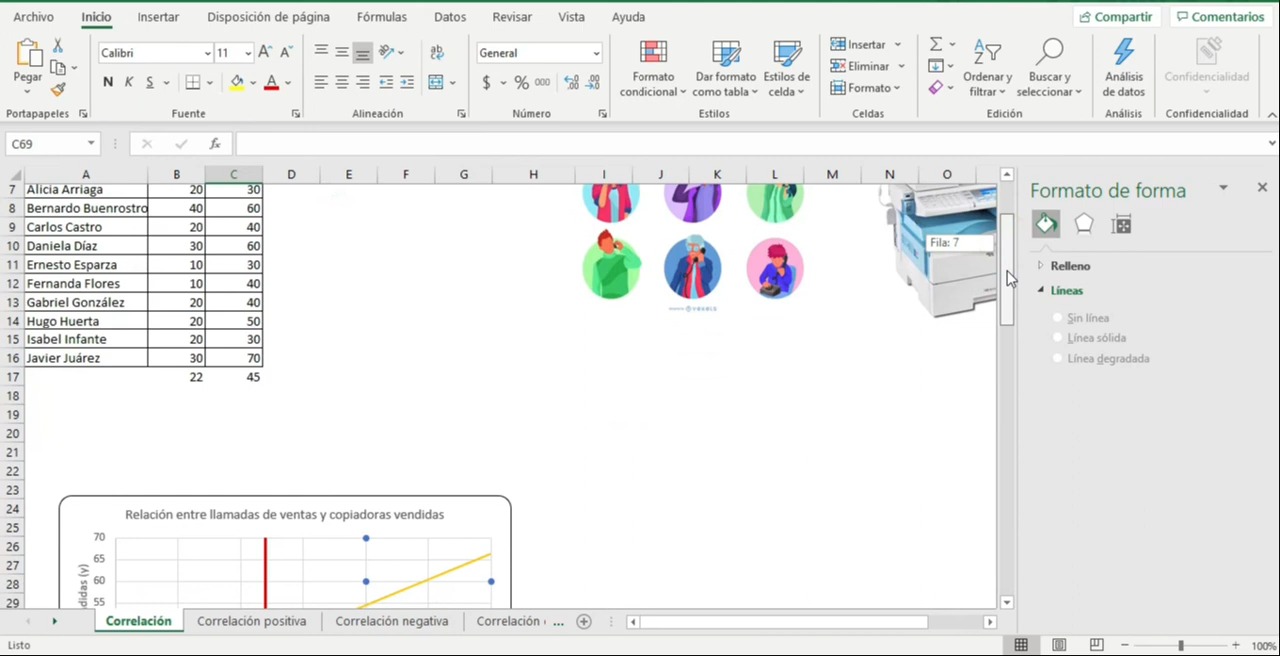 Archivo Inicio Insertar Disposición de página Fórmulas Datos Revisar Vista Ayuda Compartir Comentarios
Pegar
Calibri 11
N K S
General
$ % 000
Formato condicional
Dar formato como tabla
Estilos de celda
Insertar
Eliminar
Formato
Ordenar y filtrar
Buscar y seleccionar
Análisis de datos
Confidencialidad
Portapapeles Fuente Alineación Número Estilos Celdas Edición Análisis Confidencialidad
C69 fx
A B C D E F G H I J K L M N O
7 Alicia Arriaga 20 30
8 Bernardo Buenrostro 40 60
9 Carlos Castro 20 40
10 Daniela Díaz 30 60
11 Ernesto Esparza 10 30
12 Fernanda Flores 10 40
13 Gabriel González 20 40
14 Hugo Huerta 20 50
15 Isabel Infante 20 30
16 Javier Juárez 30 70
17 22 45
18
19
20
21
22
23
24
25
26
27
28
29
Fila: 7
Relación entre llamadas de ventas y copiadoras vendidas
70
65
60
55
didas (y)
Formato de forma
Relleno
Líneas
Sin línea
Línea sólida
Línea degradada
Correlación Correlación positiva Correlación negativa Correlación ...
Listo
100%